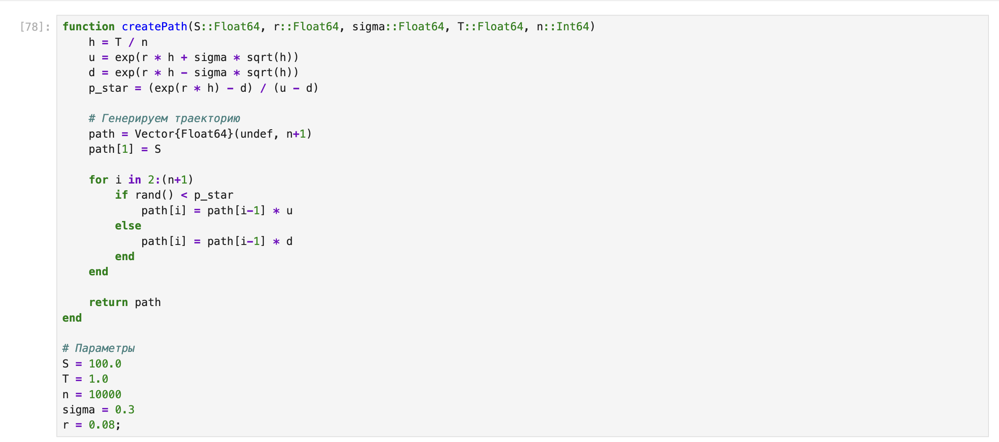 [78]:
function createPath(S::Float64, r::Float64, sigma::Float64, T::Float64, n::Int64)
    h = T / n
    u = exp(r * h + sigma * sqrt(h))
    d = exp(r * h - sigma * sqrt(h))
    p_star = (exp(r * h) - d) / (u - d)

    # Генерируем траекторию
    path = Vector{Float64}(undef, n+1)
    path[1] = S

    for i in 2:(n+1)
        if rand() < p_star
            path[i] = path[i-1] * u
        else
            path[i] = path[i-1] * d
        end
    end

    return path
end

# Параметры
S = 100.0
T = 1.0
n = 10000
sigma = 0.3
r = 0.08;